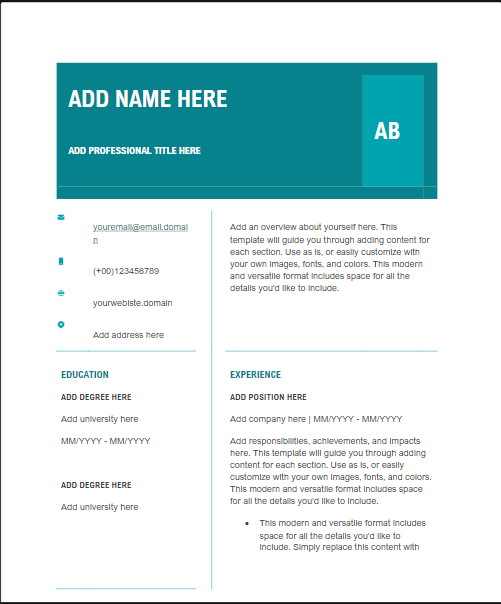 ADD NAME HERE
AB
ADD PROFESSIONAL TITLE HERE
youremail@email.domai
n
(+00)123456789
yourwebiste.domain
Add address here
Add an overview about yourself here. This
template will guide you through adding content for
each section. Use as is, or easily customize with
your own images, fonts, and colors. This modern
and versatile format includes space for all the
details you'd like to include.
EDUCATION
ADD DEGREE HERE
Add university here
MM/YYYY - MM/YYYY
ADD DEGREE HERE
Add university here
EXPERIENCE
ADD POSITION HERE
Add company here | MM/YYYY - MM/YYYY
Add responsibilities, achievements, and impacts
here. This template will guide you through adding
content for each section. Use as is, or easily
customize with your own images, fonts, and colors.
This modern and versatile format includes space
for all the details you'd like to include.
• This modern and versatile format includes
space for all the details you'd like to
include. Simply replace this content with